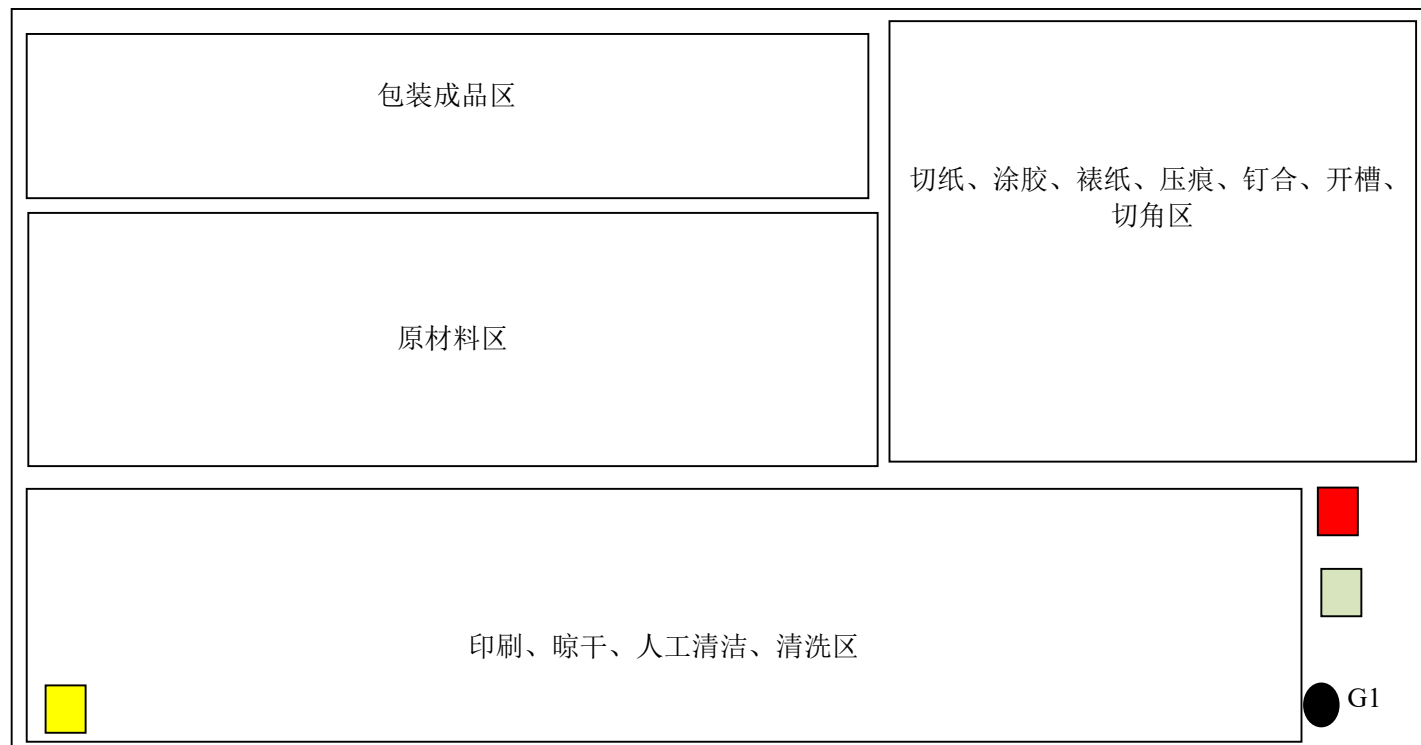 包装成品区
切纸、涂胶、裱纸、压痕、钉合、开槽、
切角区
原材料区
印刷、晾干、人工清洁、清洗区
G1